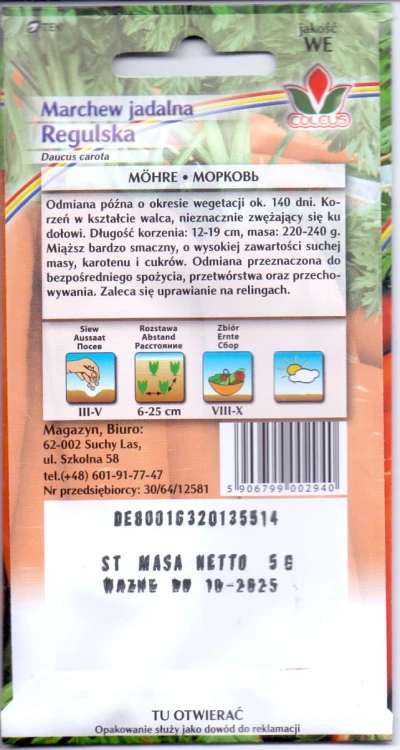 TEK
jakość
WE
Marchew jadalna
Regulska
Daucus carota
COLEUS
MÖHRE • МОРКОВЬ
Odmiana późna o okresie wegetacji ok. 140 dni. Ko-
rzeń w kształcie walca, nieznacznie zwężający się ku
dołowi. Długość korzenia: 12-19 cm, masa: 220-240 g.
Miąższ bardzo smaczny, o wysokiej zawartości suchej
masy, karotenu i cukrów. Odmiana przeznaczona do
bezpośredniego spożycia, przetwórstwa oraz przecho-
wywania. Zaleca się uprawianie na relingach.
Siew Rozstawa Zbiór
Aussaat Abstand Ernte
Посев Расстояние Сбор
III-V 6-25 cm VIII-X
Magazyn, Biuro:
62-002 Suchy Las,
ul. Szkolna 58
tel.(+48) 601-91-77-47
Nr przedsiębiorcy: 30/64/12581
5 906799 002940
DE80016320135514
ST MASA NETTO 5 G
WAZNE DO 10-2025
TU OTWIERAĆ
Opakowanie służy jako dowód do reklamacji